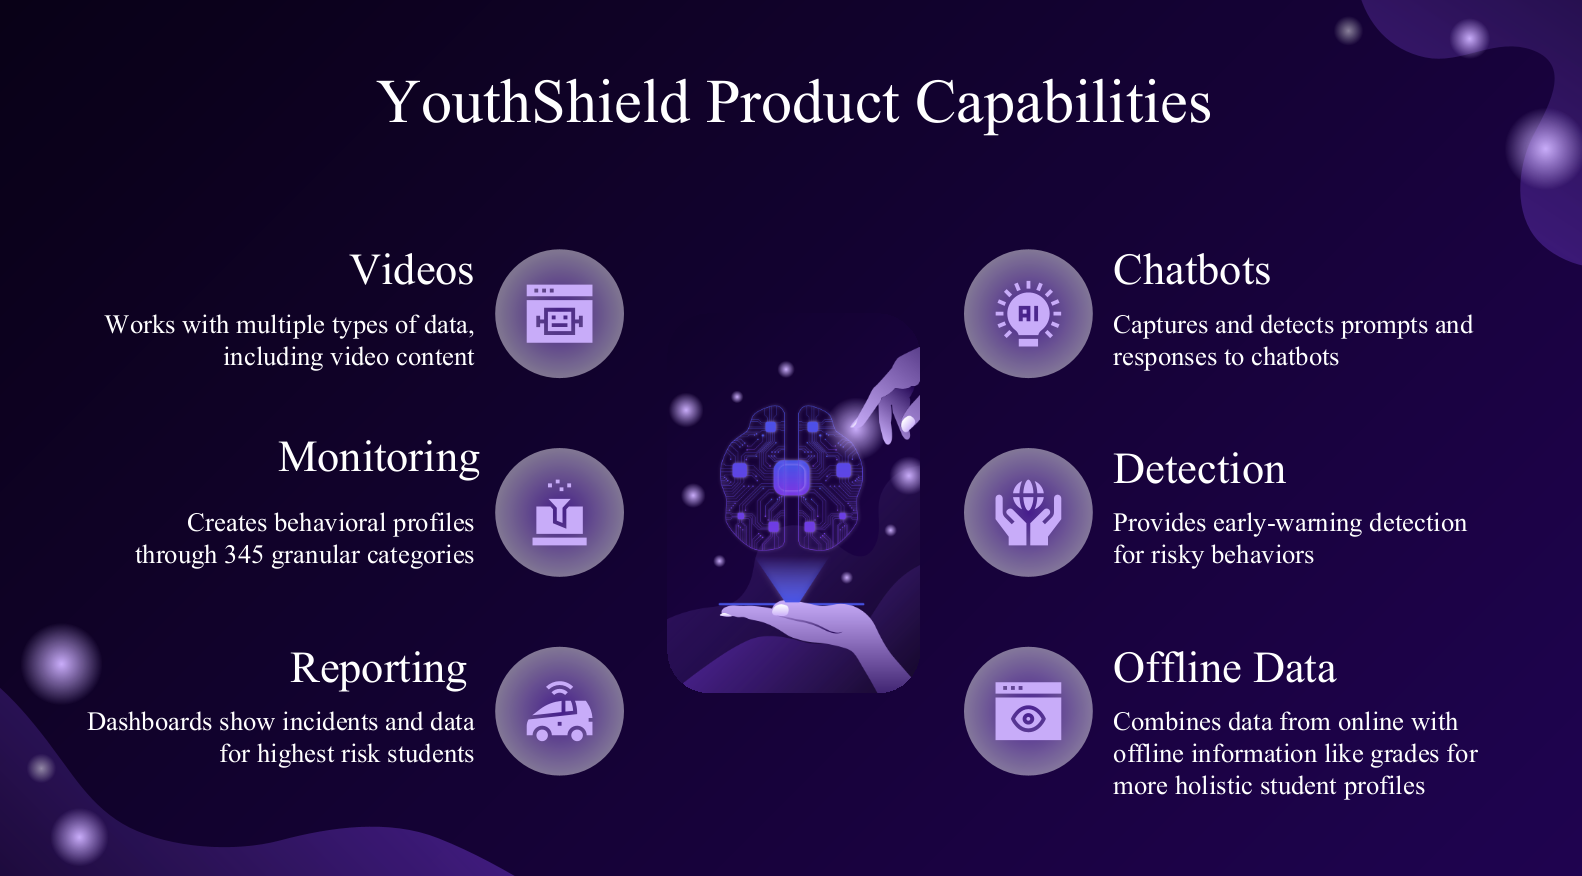 YouthShield Product Capabilities
Videos
Works with multiple types of data,
including video content
Monitoring
Creates behavioral profiles
through 345 granular categories
Reporting
Dashboards show incidents and data
for highest risk students
Chatbots
AI
Captures and detects prompts and
responses to chatbots
Detection
Provides early-warning detection
for risky behaviors
Offline Data
Combines data from online with
offline information like grades for
more holistic student profiles